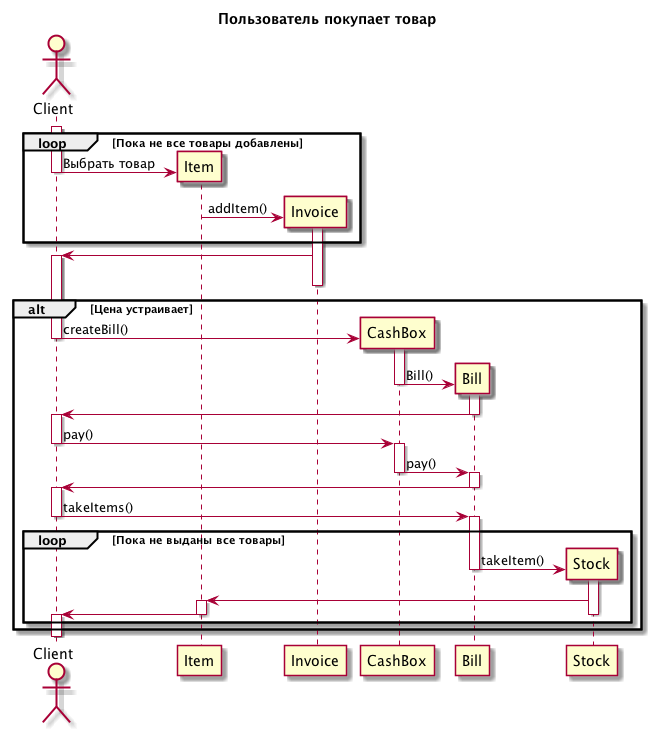 Пользователь покупает товар
Client
loop [Пока не все товары добавлены]
Выбрать товар
Item
addItem()
Invoice
alt [Цена устраивает]
createBill()
CashBox
Bill()
Bill
pay()
pay()
takeItems()
loop [Пока не выданы все товары]
takeItem()
Stock
Client
Item
Invoice
CashBox
Bill
Stock